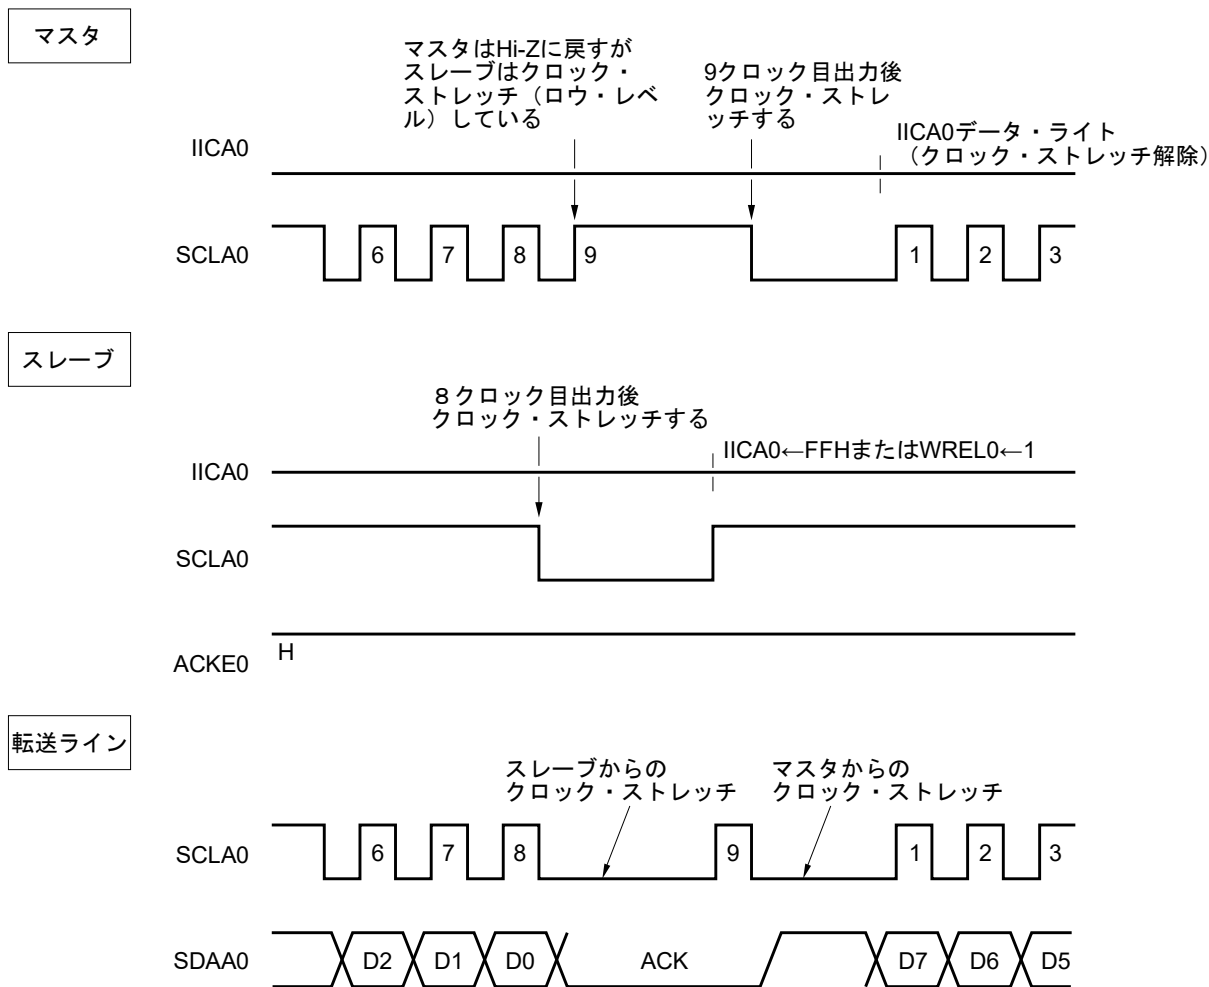 マスタ
マスタはHi-Zに戻すが
スレーブはクロック・
ストレッチ（ロウ・レベ
ル）している
9クロック目出力後
クロック・ストレ
ッチする
IICA0データ・ライト
（クロック・ストレッチ解除）
IICA0
SCLA0
6 7 8 9 1 2 3
スレーブ
８クロック目出力後
クロック・ストレッチする
IICA0←FFHまたはWREL0←1
IICA0
SCLA0
ACKE0 H
転送ライン
スレーブからの
クロック・ストレッチ
マスタからの
クロック・ストレッチ
SCLA0 6 7 8 9 1 2 3
SDAA0 D2 D1 D0 ACK D7 D6 D5